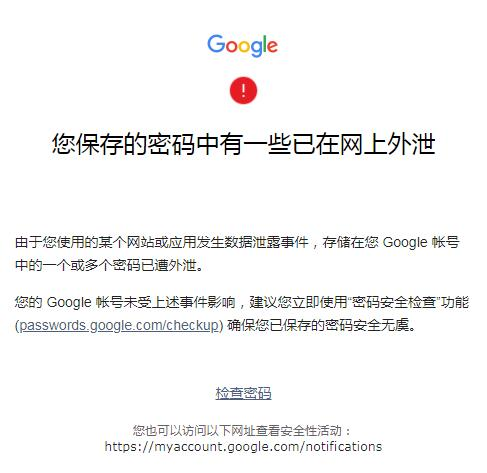 Google
!
您保存的密码中有一些已在网上外泄
由于您使用的某个网站或应用发生数据泄露事件，存储在您 Google 帐号
中的一个或多个密码已遭外泄。
您的 Google 帐号未受上述事件影响，建议您立即使用“密码安全检查”功能
(passwords.google.com/checkup) 确保您已保存的密码安全无虞。
检查密码
您也可以访问以下网址查看安全性活动：
https://myaccount.google.com/notifications